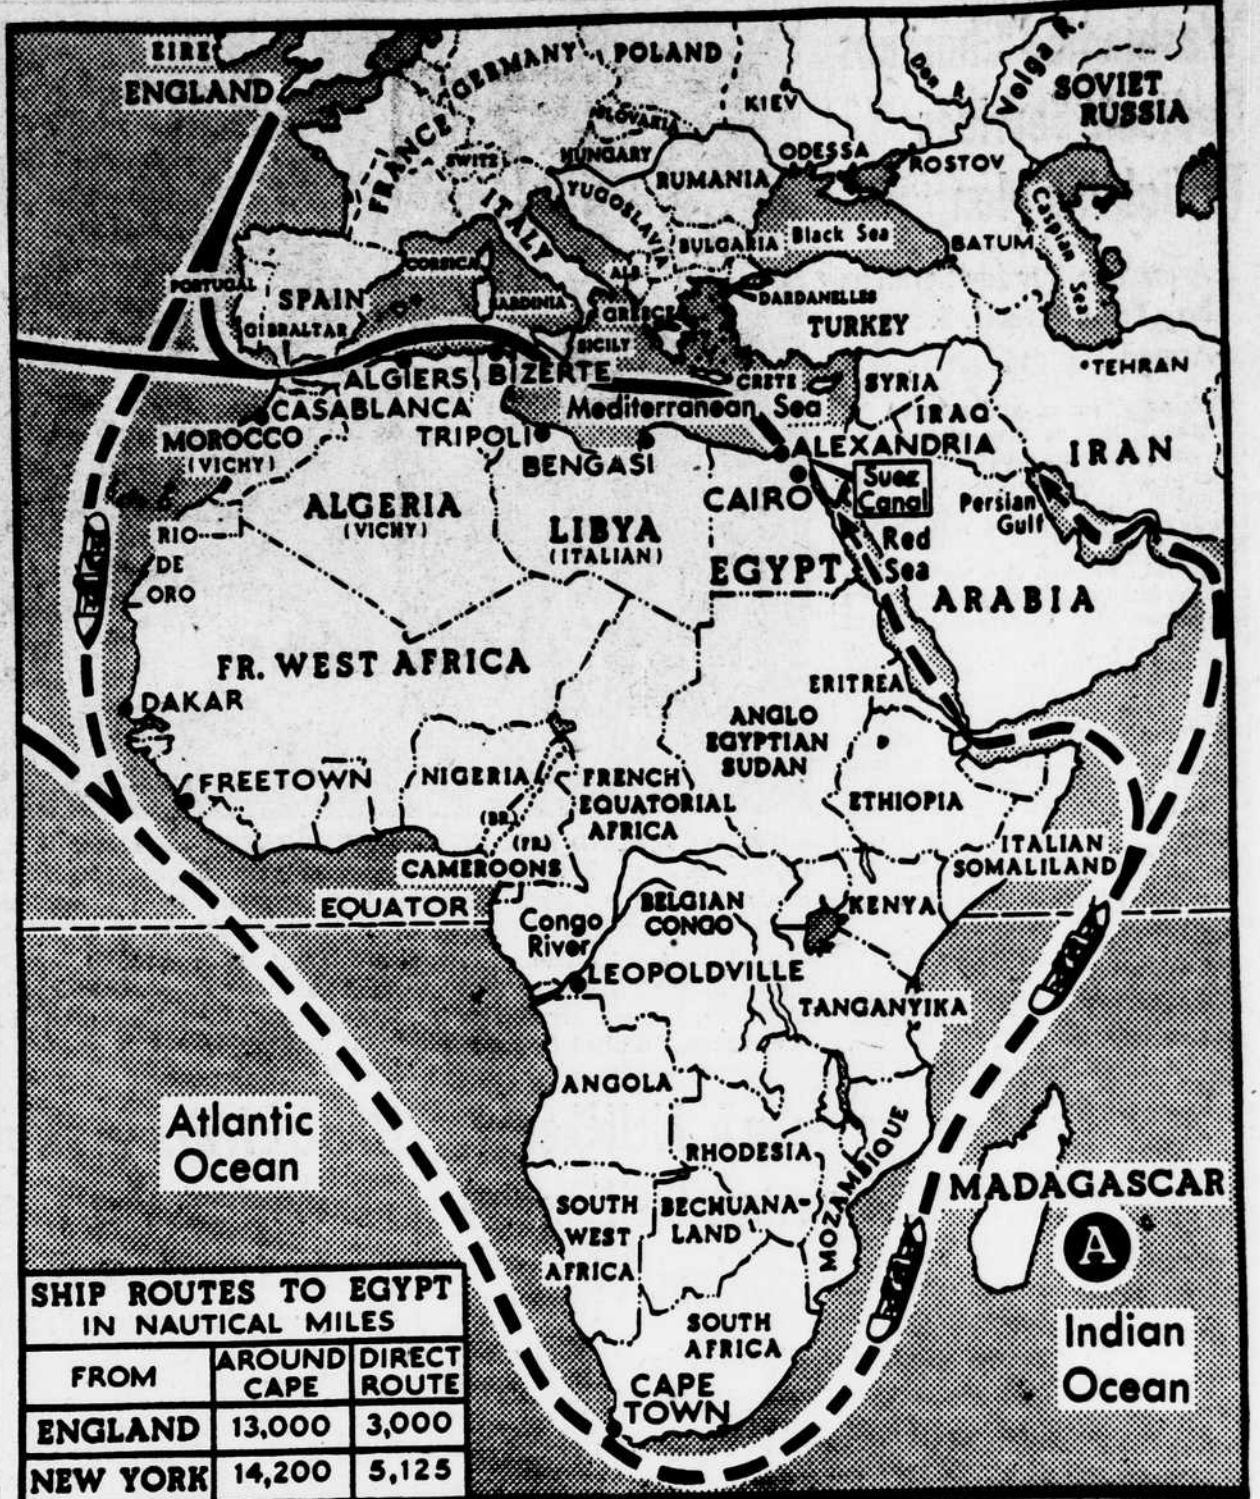 EIRE
ENGLAND
GERMANY
POLAND
KIEV
Don R.
Volga R.
SOVIET
RUSSIA
FRANCE
SLOVAKIA
SWITZ
HUNGARY
ODESSA
ROSTOV
ITALY
YUGOSLAVIA
RUMANIA
Caspian
Sea
CORSICA
BULGARIA
Black Sea
BATUM
PORTUGAL
SPAIN
ALB.
SARDINIA
GREECE
DARDANELLES
GIBRALTAR
SICILY
TURKEY
TEHRAN
ALGIERS
BIZERTE
CRETE
SYRIA
CASABLANCA
Mediterranean Sea
IRAQ
MOROCCO
(VICHY)
TRIPOLI
BENGASI
ALEXANDRIA
IRAN
ALGERIA
(VICHY)
LIBYA
(ITALIAN)
CAIRO
Suez
Canal
Persian
Gulf
RIO
DE
ORO
EGYPT
Red
Sea
ARABIA
FR. WEST AFRICA
DAKAR
ERITREA
ANGLO
EGYPTIAN
SUDAN
FREETOWN
NIGERIA
FRENCH
EQUATORIAL
AFRICA
ETHIOPIA
(BR.)
(FR.)
CAMEROONS
ITALIAN
SOMALILAND
EQUATOR
BELGIAN
CONGO
KENYA
Congo
River
LEOPOLDVILLE
TANGANYIKA
ANGOLA
Atlantic
Ocean
RHODESIA
MOZAMBIQUE
MADAGASCAR
A
SOUTH
WEST
AFRICA
BECHUANA-
LAND
SOUTH
AFRICA
Indian
Ocean
CAPE
TOWN
SHIP ROUTES TO EGYPT
IN NAUTICAL MILES
FROM AROUND CAPE DIRECT ROUTE
ENGLAND 13,000 3,000
NEW YORK 14,200 5,125